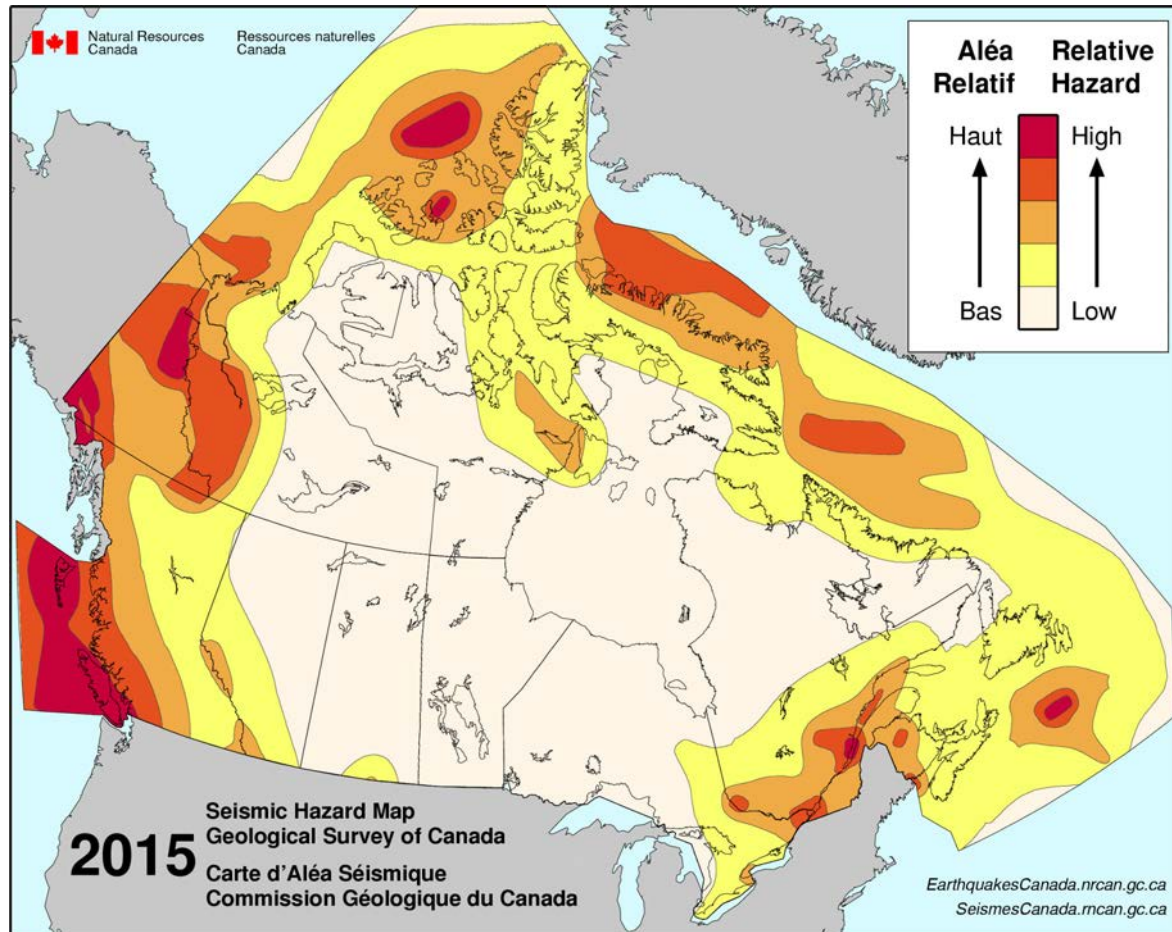 Natural Resources
Canada
Ressources naturelles
Canada
Aléa
Relatif
Relative
Hazard
Haut
High
Bas
Low
2015
Seismic Hazard Map
Geological Survey of Canada
Carte d'Aléa Séismique
Commission Géologique du Canada
EarthquakesCanada.nrcan.gc.ca
SeismesCanada.rncan.gc.ca